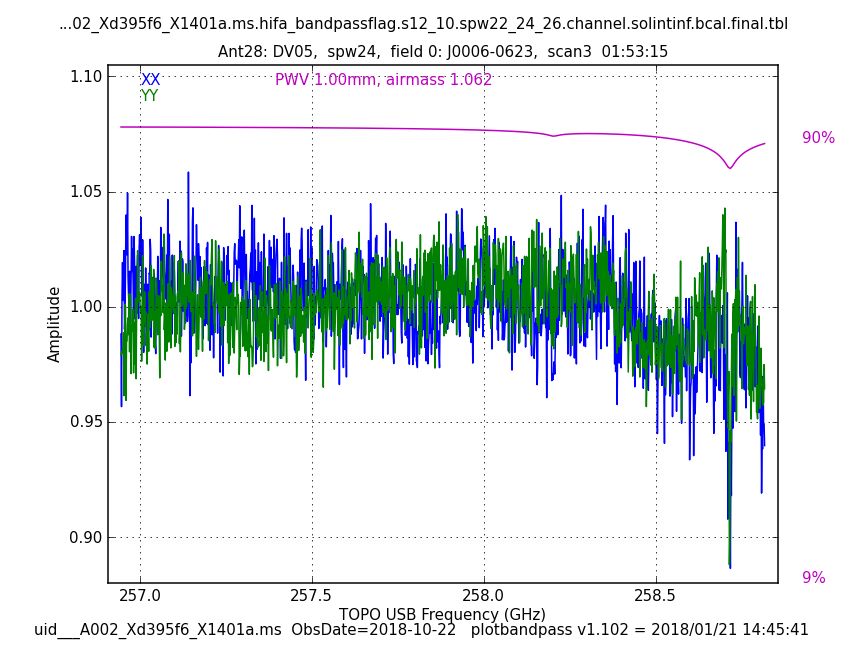 ...02_Xd395f6_X1401a.ms.hifa_bandpassflag.s12_10.spw22_24_26.channel.solintinf.bcal.final.tbl
Ant28: DV05,  spw24,  field 0: J0006-0623,  scan3  01:53:15
1.10
XX
PWV 1.00mm, airmass 1.062
YY
90%
1.05
1.00
Amplitude
0.95
0.90
9%
257.0 257.5 258.0 258.5
TOPO USB Frequency (GHz)
uid___A002_Xd395f6_X1401a.ms  ObsDate=2018-10-22   plotbandpass v1.102 = 2018/01/21 14:45:41